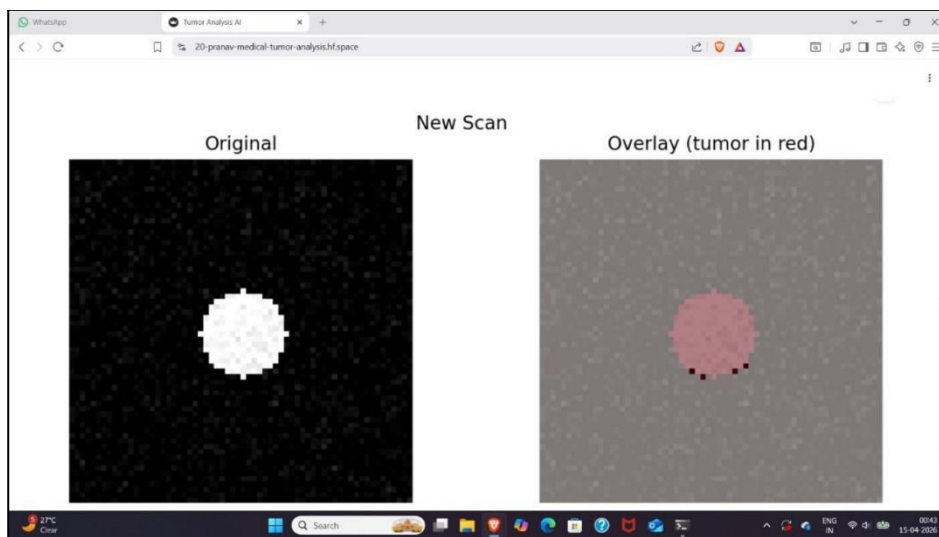 WhatsApp
Tumor Analysis AI
20-pranav-medical-tumor-analysis.hf.space
New Scan
Original
Overlay (tumor in red)
27°C
Clear
Search
ENG
IN
00:43
15-04-2026